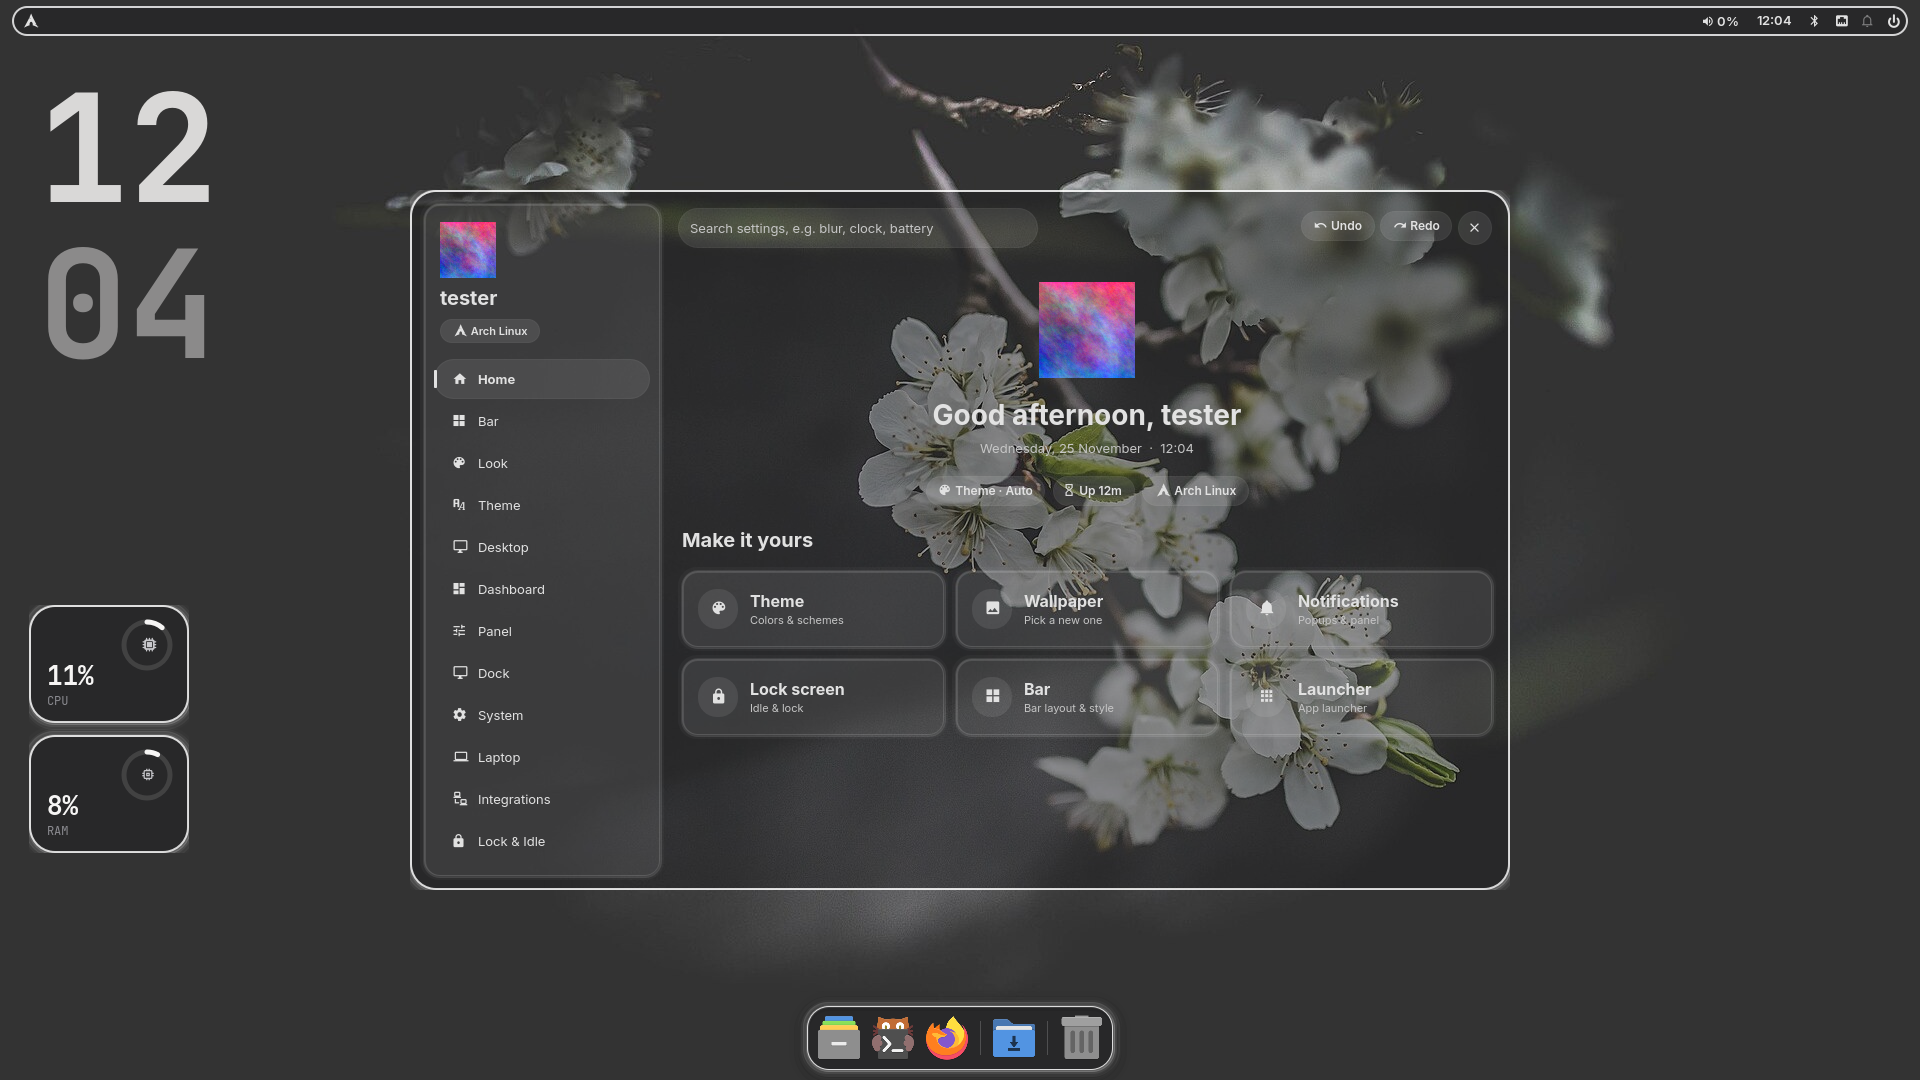 0%
12:04
12
04
11%
CPU
8%
RAM
tester
Arch Linux
Home
Bar
Look
Theme
Desktop
Dashboard
Panel
Dock
System
Laptop
Integrations
Lock & Idle
Search settings, e.g. blur, clock, battery
Undo
Redo
Good afternoon, tester
Wednesday, 25 November · 12:04
Theme · Auto
Up 12m
Arch Linux
Make it yours
Theme
Colors & schemes
Wallpaper
Pick a new one
Notifications
Popups & panel
Lock screen
Idle & lock
Bar
Bar layout & style
Launcher
App launcher